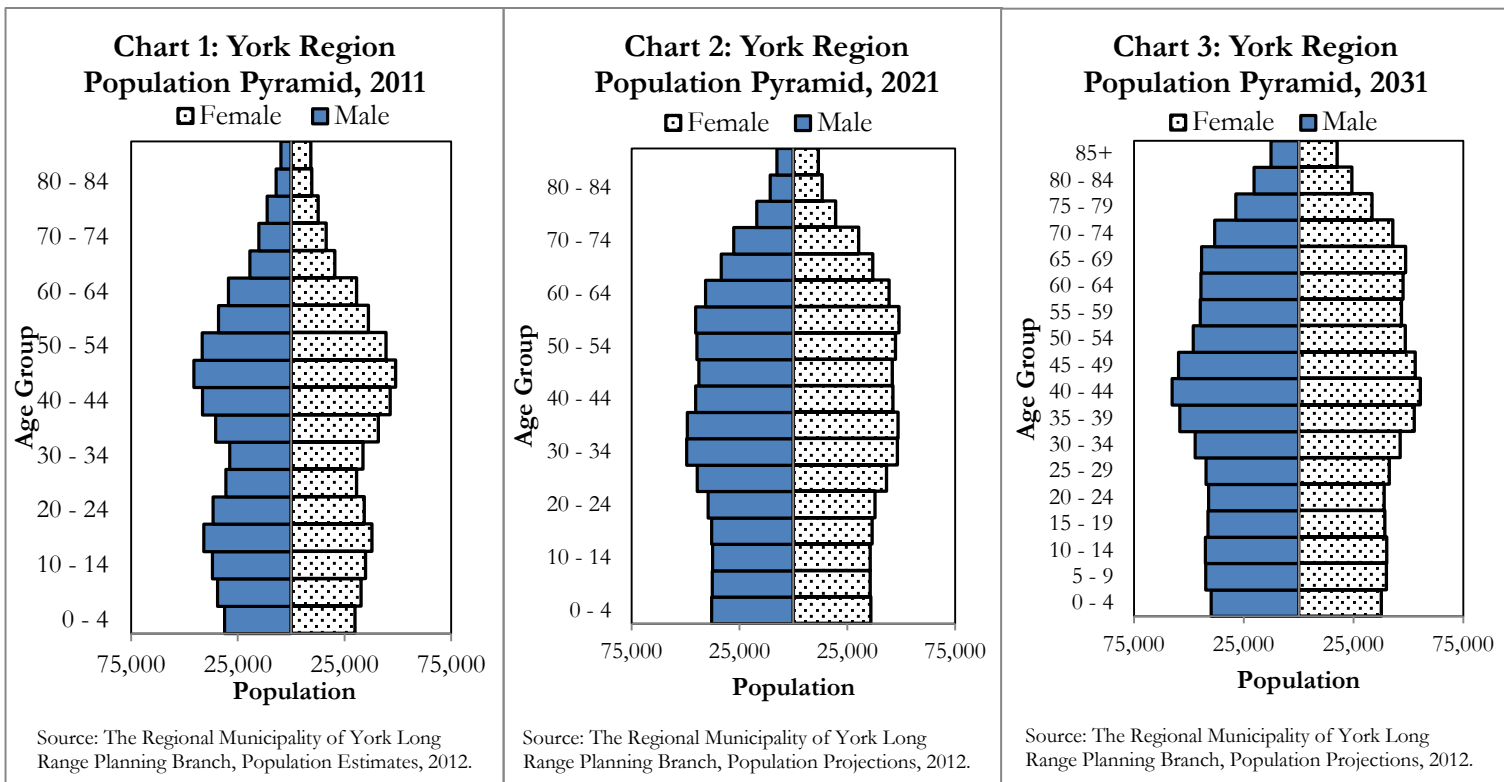 Chart 1: York Region
Population Pyramid, 2011
Female Male
80 - 84
70 - 74
60 - 64
50 - 54
40 - 44
30 - 34
20 - 24
10 - 14
0 - 4
Age Group
75,000 25,000 25,000 75,000
Population
Source: The Regional Municipality of York Long
Range Planning Branch, Population Estimates, 2012.
Chart 2: York Region
Population Pyramid, 2021
Female Male
80 - 84
70 - 74
60 - 64
50 - 54
40 - 44
30 - 34
20 - 24
10 - 14
0 - 4
Age Group
75,000 25,000 25,000 75,000
Population
Source: The Regional Municipality of York Long
Range Planning Branch, Population Projections, 2012.
Chart 3: York Region
Population Pyramid, 2031
Female Male
85+
80 - 84
75 - 79
70 - 74
65 - 69
60 - 64
55 - 59
50 - 54
45 - 49
40 - 44
35 - 39
30 - 34
25 - 29
20 - 24
15 - 19
10 - 14
5 - 9
0 - 4
Age Group
75,000 25,000 25,000 75,000
Population
Source: The Regional Municipality of York Long
Range Planning Branch, Population Projections, 2012.